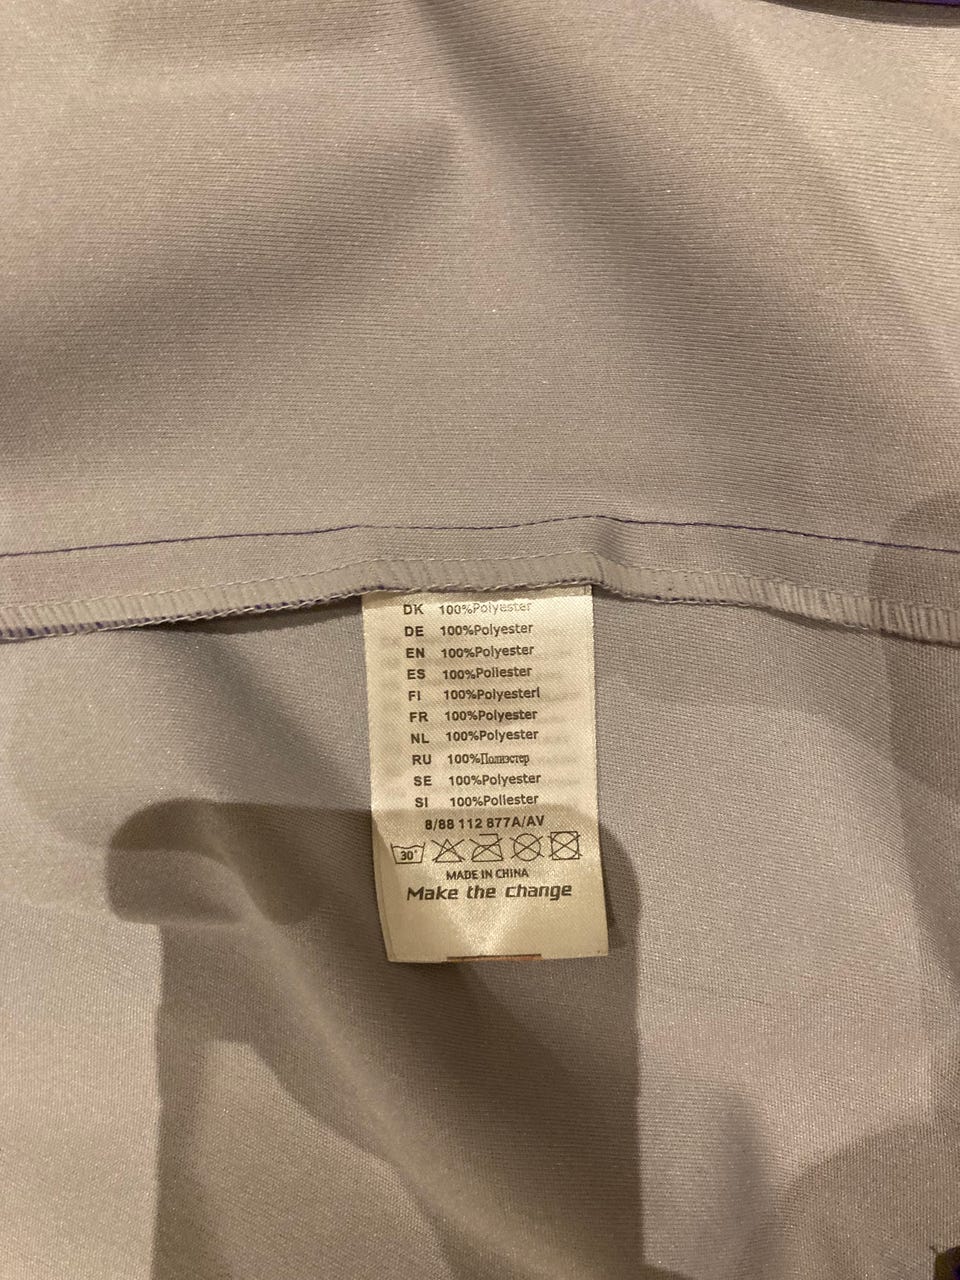 DK 100%Polyester
DE 100%Polyester
EN 100%Polyester
ES 100%Poliester
FI 100%Polyesterl
FR 100%Polyester
NL 100%Polyester
RU 100%Полиэстер
SE 100%Polyester
SI 100%Poliester
8/88 112 877A/AV
30°
MADE IN CHINA
Make the change